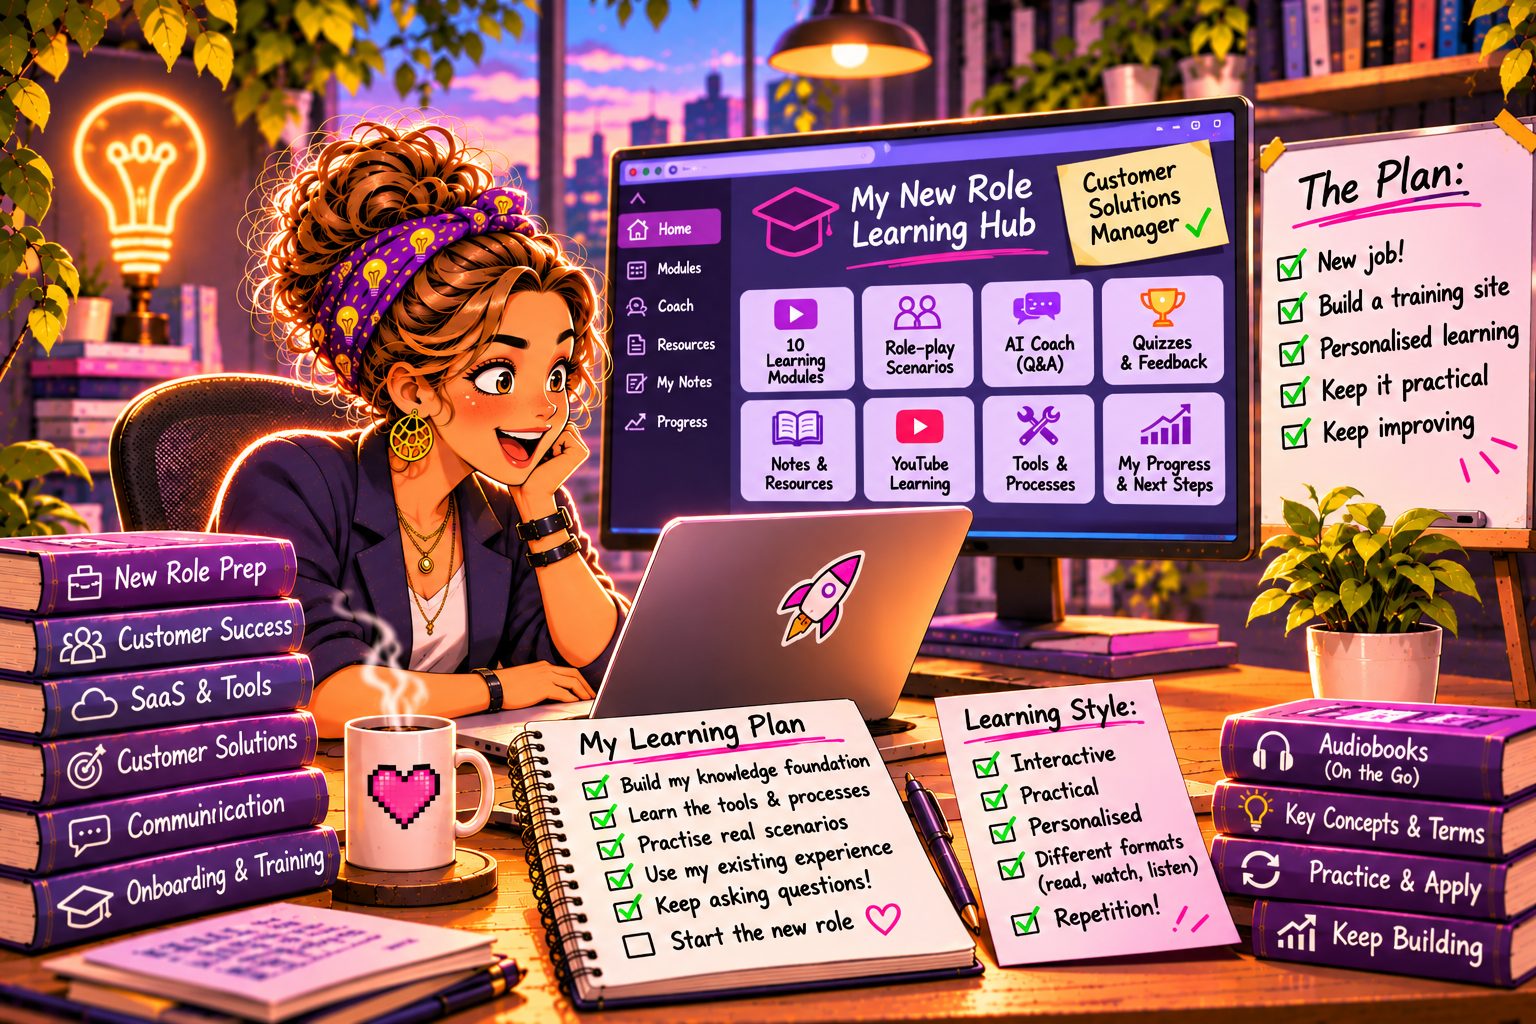 My New Role
Learning Hub
Customer
Solutions
Manager
Home
Modules
Coach
Resources
My Notes
Progress
10
Learning
Modules
Role-play
Scenarios
AI Coach
(Q&A)
Quizzes
& Feedback
Notes &
Resources
YouTube
Learning
Tools &
Processes
My Progress
& Next Steps
The Plan:
New job!
Build a training site
Personalised learning
Keep it practical
Keep improving
New Role Prep
Customer Success
SaaS & Tools
Customer Solutions
Communication
Onboarding & Training
My Learning Plan
Build my knowledge foundation
Learn the tools & processes
Practise real scenarios
Use my existing experience
Keep asking questions!
Start the new role
Learning Style:
Interactive
Practical
Personalised
Different formats
(read, watch, listen)
Repetition!
Audiobooks
(On the Go)
Key Concepts & Terms
Practice & Apply
Keep Building